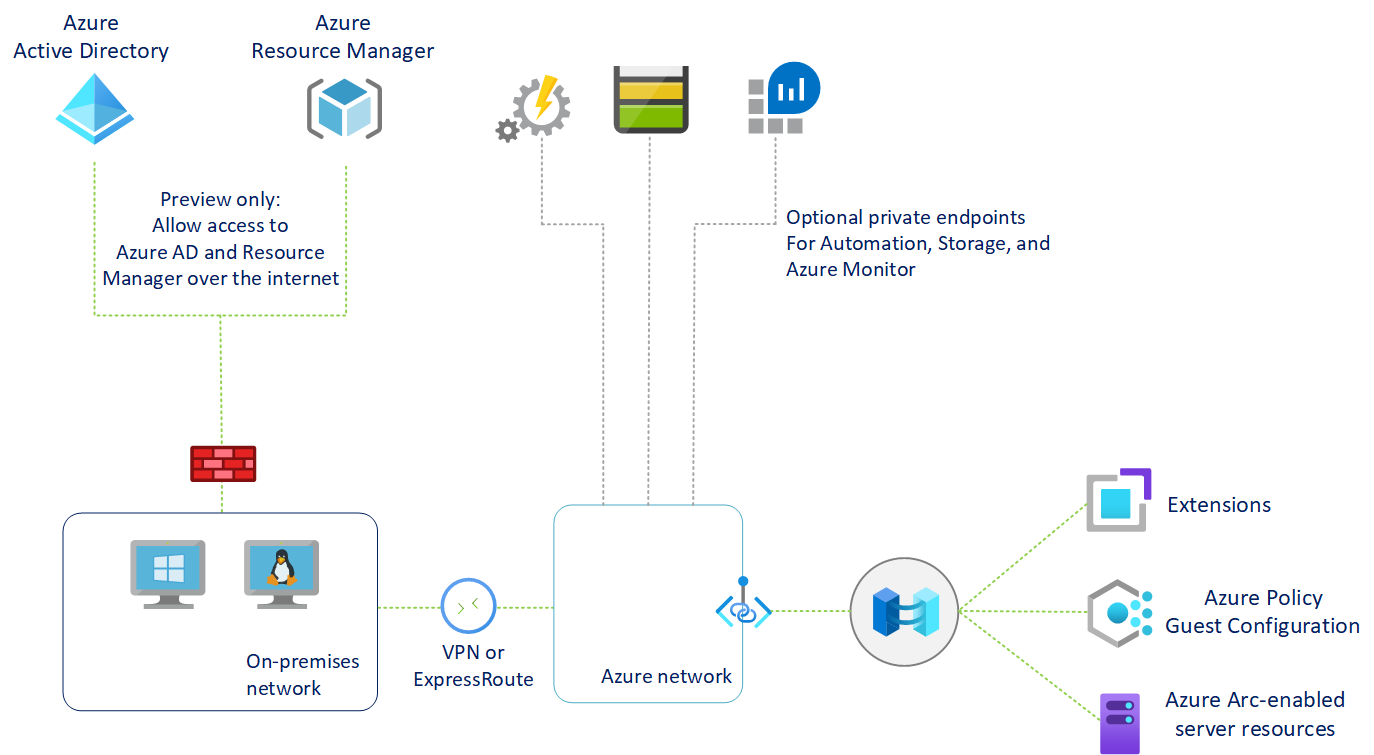 Azure
Active Directory
Azure
Resource Manager
Preview only:
Allow access to
Azure AD and Resource
Manager over the internet
Optional private endpoints
For Automation, Storage, and
Azure Monitor
On-premises
network
VPN or
ExpressRoute
Azure network
Extensions
Azure Policy
Guest Configuration
Azure Arc-enabled
server resources